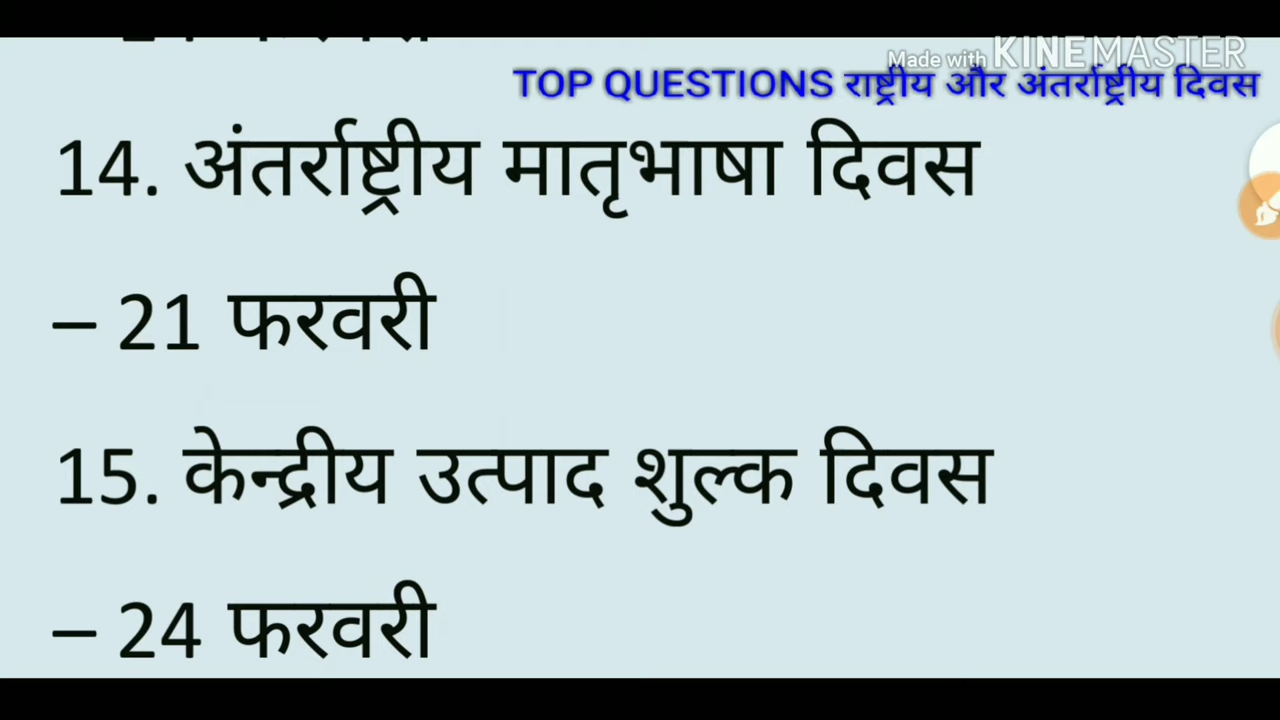 Made with KINEMASTER
TOP QUESTIONS राष्ट्रीय और अंतर्राष्ट्रीय दिवस
14. अंतर्राष्ट्रीय मातृभाषा दिवस
– 21 फरवरी
15. केन्द्रीय उत्पाद शुल्क दिवस
– 24 फरवरी